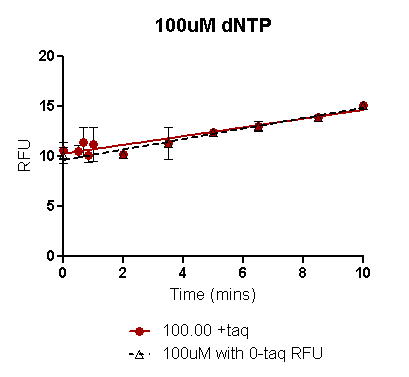 100uM dNTP
20
15
10
5
0
RFU
0 2 4 6 8 10
Time (mins)
100.00 +taq
100uM with 0-taq RFU